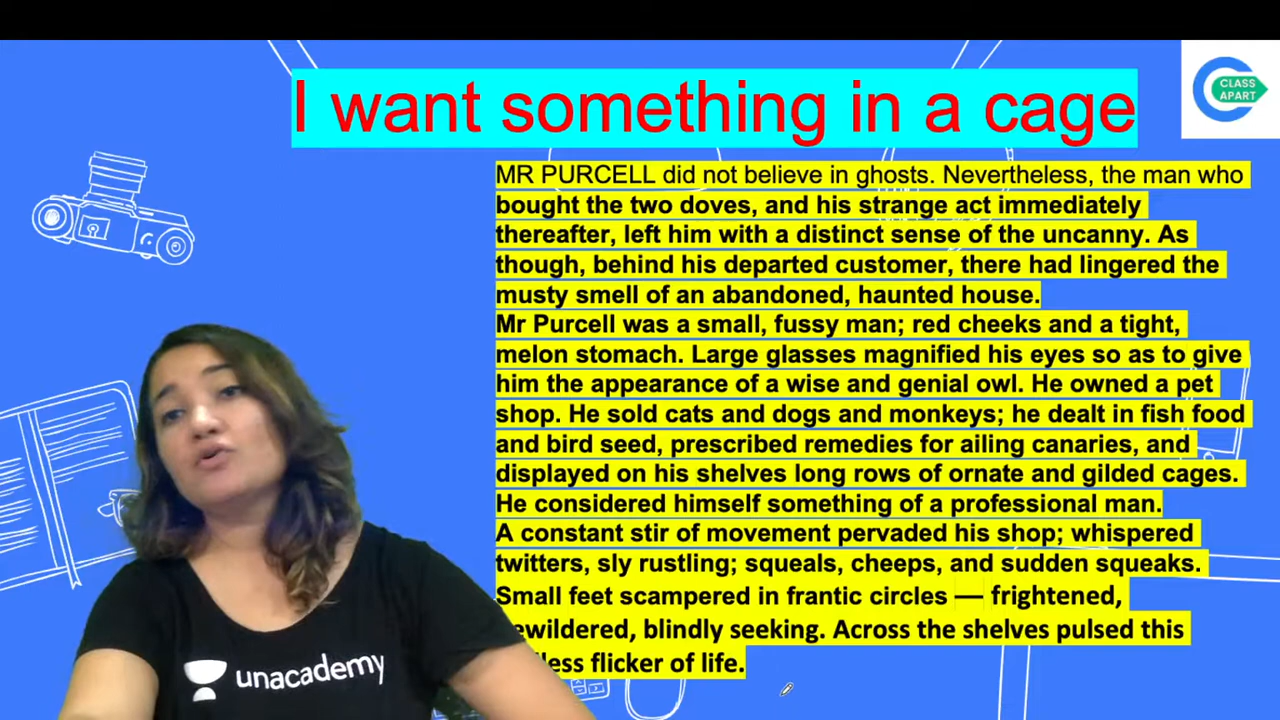 I want something in a cage
CLASS
APART
MR PURCELL did not believe in ghosts. Nevertheless, the man who
bought the two doves, and his strange act immediately
thereafter, left him with a distinct sense of the uncanny. As
though, behind his departed customer, there had lingered the
musty smell of an abandoned, haunted house.
Mr Purcell was a small, fussy man; red cheeks and a tight,
melon stomach. Large glasses magnified his eyes so as to give
him the appearance of a wise and genial owl. He owned a pet
shop. He sold cats and dogs and monkeys; he dealt in fish food
and bird seed, prescribed remedies for ailing canaries, and
displayed on his shelves long rows of ornate and gilded cages.
He considered himself something of a professional man.
A constant stir of movement pervaded his shop; whispered
twitters, sly rustling; squeals, cheeps, and sudden squeaks.
Small feet scampered in frantic circles — frightened,
ewildered, blindly seeking. Across the shelves pulsed this
less flicker of life.
unacademy